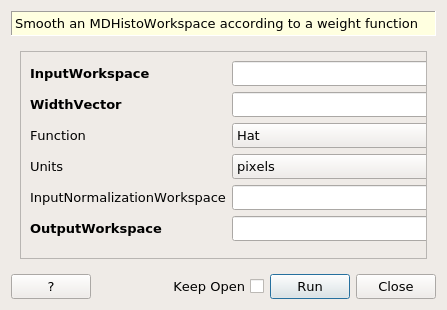 Smooth an MDHistoWorkspace according to a weight function
InputWorkspace
WidthVector
Function Hat
Units pixels
InputNormalizationWorkspace
OutputWorkspace
? Keep Open Run Close